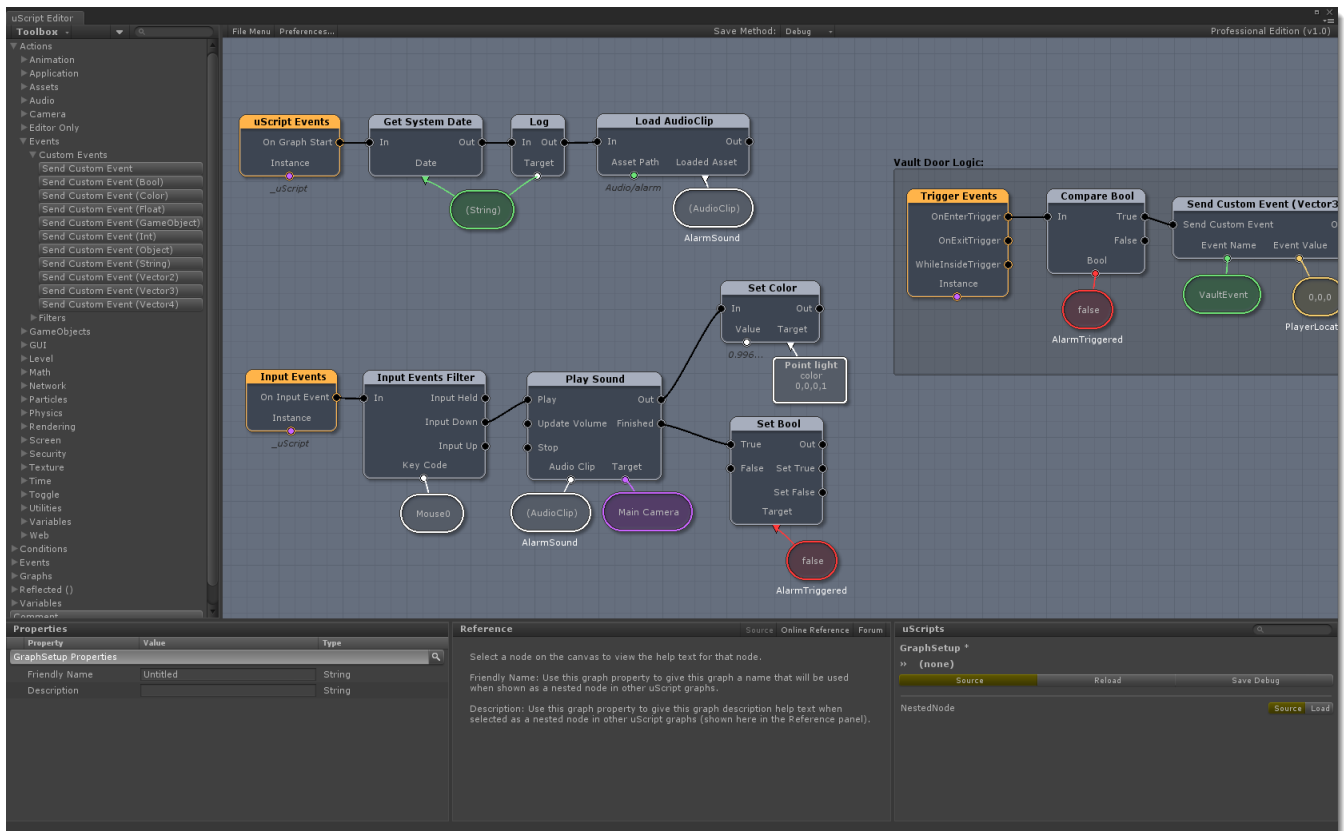 uScript Editor
Toolbox
File Menu Preferences... Save Method: Debug Professional Edition (v1.0)
Actions
Animation
Application
Assets
Audio
Camera
Editor Only
Events
Custom Events
Send Custom Event
Send Custom Event (Bool)
Send Custom Event (Color)
Send Custom Event (Float)
Send Custom Event (GameObject)
Send Custom Event (Int)
Send Custom Event (Object)
Send Custom Event (String)
Send Custom Event (Vector2)
Send Custom Event (Vector3)
Send Custom Event (Vector4)
Filters
GameObjects
GUI
Level
Math
Network
Particles
Physics
Rendering
Screen
Security
Texture
Time
Toggle
Utilities
Variables
Web
Conditions
Events
Graphs
Reflected ()
Variables
Comment
uScript Events
On Graph Start
Instance
_uScript
Get System Date
In Out
Date
Log
In Out
Target
(String)
Load AudioClip
In Out
Asset Path Loaded Asset
Audio/alarm
(AudioClip)
AlarmSound
Vault Door Logic:
Trigger Events
OnEnterTrigger
OnExitTrigger
WhileInsideTrigger
Instance
Compare Bool
In True
False
Bool
false
AlarmTriggered
Send Custom Event (Vector3
Send Custom Event O
Event Name Event Value
VaultEvent
0,0,0
PlayerLocat
Set Color
In Out
Value Target
0.996...
Point light
color
0,0,0,1
Input Events
On Input Event
Instance
_uScript
Input Events Filter
In Input Held
Input Down
Input Up
Key Code
Mouse0
Play Sound
Play Out
Update Volume Finished
Stop
Audio Clip Target
(AudioClip)
AlarmSound
Main Camera
Set Bool
True Out
False Set True
Set False
Target
false
AlarmTriggered
Properties
Property Value Type
GraphSetup Properties
Friendly Name Untitled String
Description String
Reference Source Online Reference Forum
Select a node on the canvas to view the help text for that node.
Friendly Name: Use this graph property to give this graph a name that will be used
when shown as a nested node in other uScript graphs.
Description: Use this graph property to give this graph description help text when
selected as a nested node in other uScript graphs (shown here in the Reference panel).
uScripts
GraphSetup *
(none)
Source Reload Save Debug
NestedNode Source Load